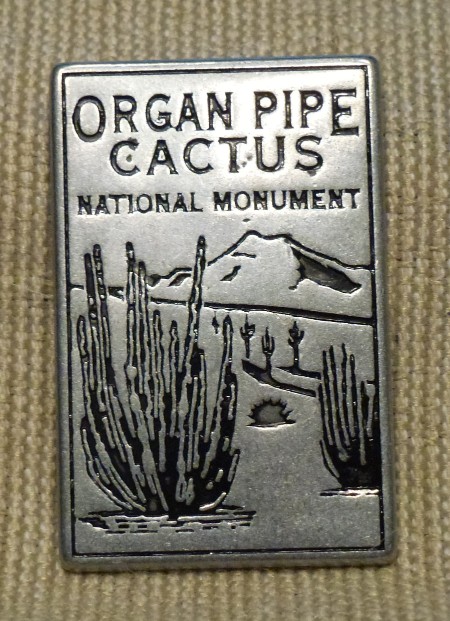 ORGAN PIPE
CACTUS
NATIONAL MONUMENT